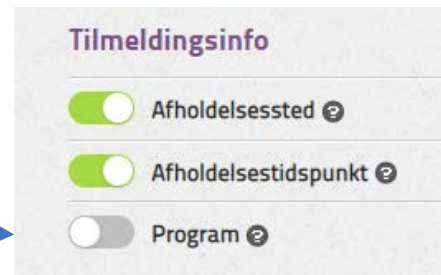 Tilmeldingsinfo
Afholdelsessted ?
Afholdelsestidspunkt ?
Program ?